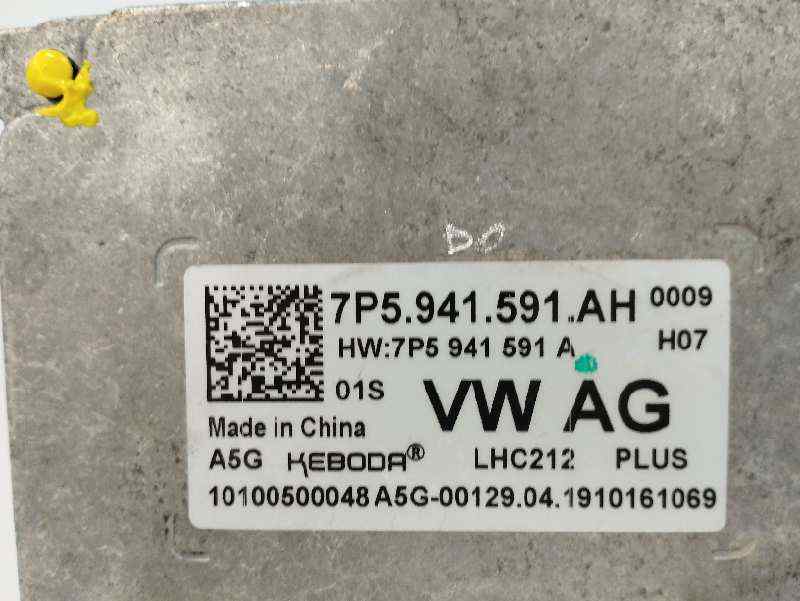 DO
7P5.941.591.AH 0009
HW:7P5 941 591 A H07
01S VW AG
Made in China
A5G KEBODA® LHC212 PLUS
10100500048 A5G-00129.04.1910161069